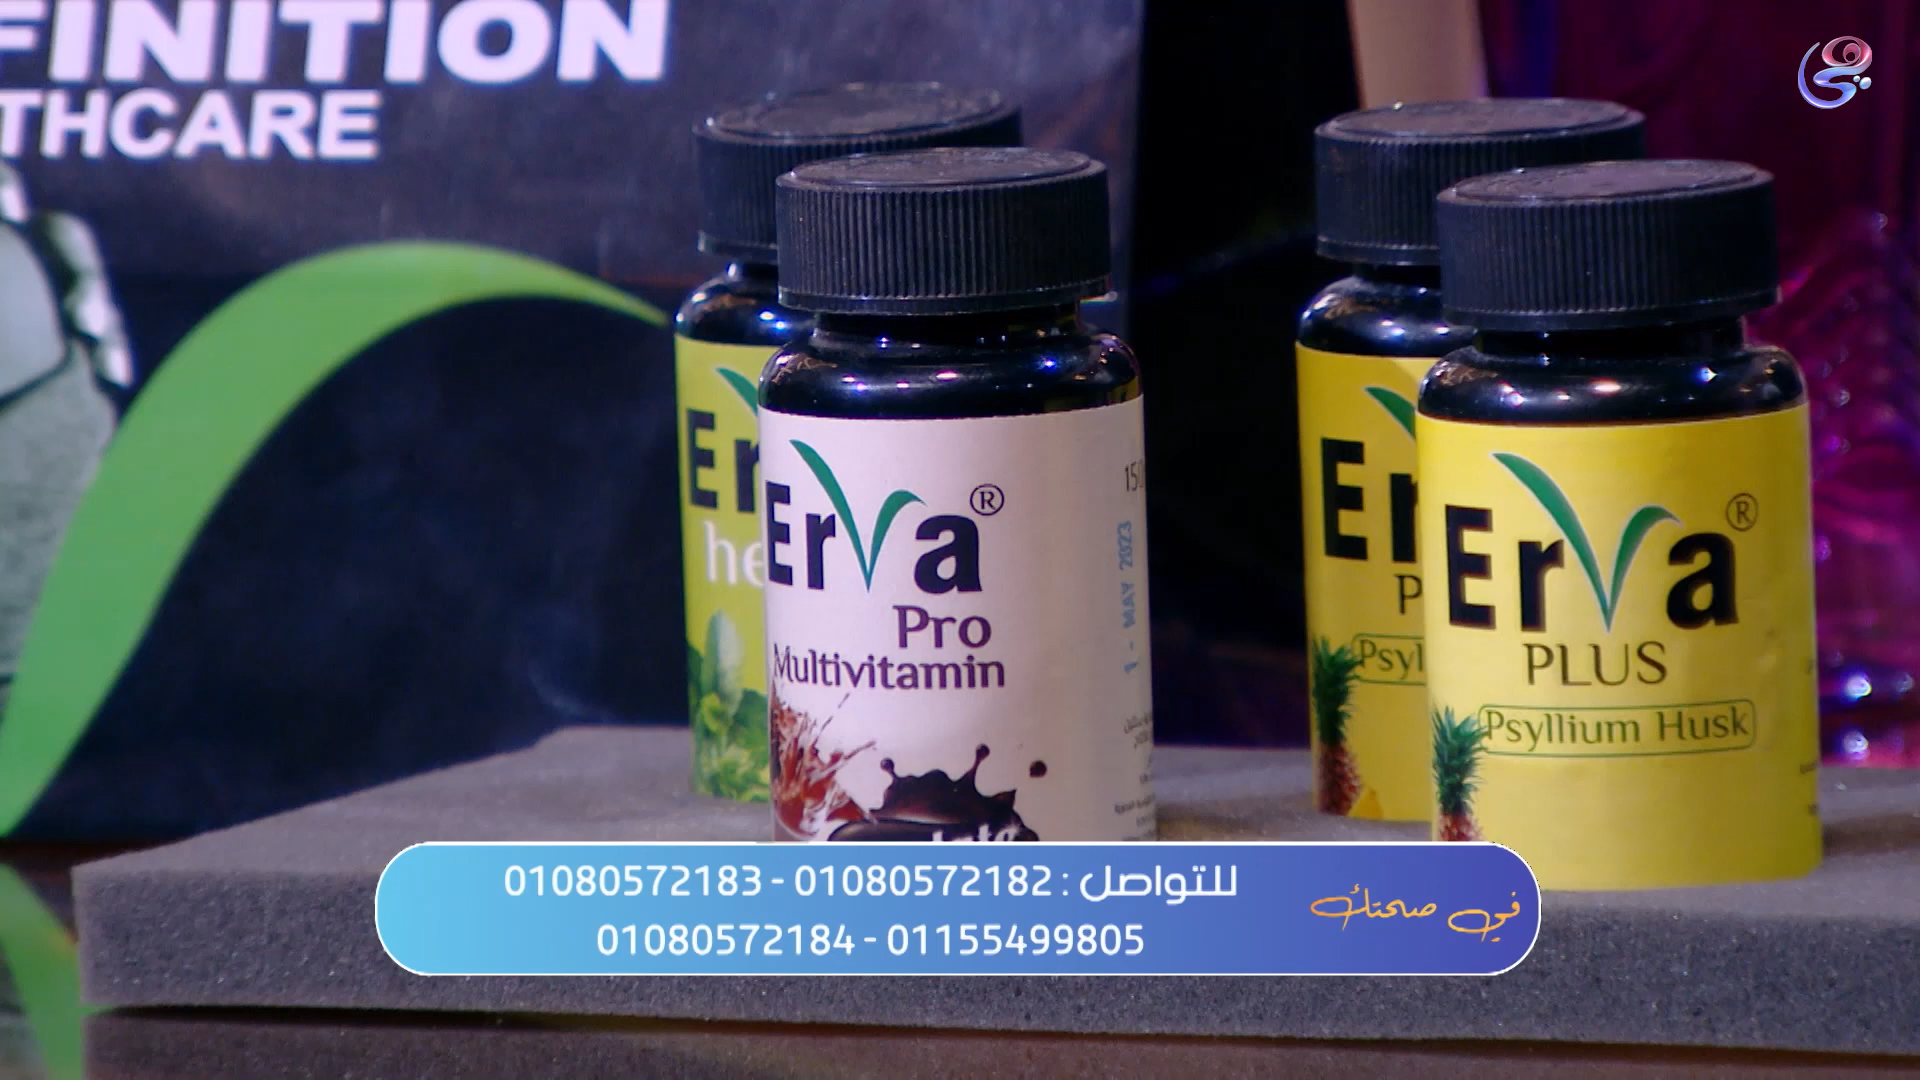 FINITION
THCARE
Er
he
ErVa®
Pro
Multivitamin
150
1 - MAY 2023
Er
P
Psyl
ErVa®
PLUS
Psyllium Husk
للتواصل : 01080572182 - 01080572183
01155499805 - 01080572184
في صحتك